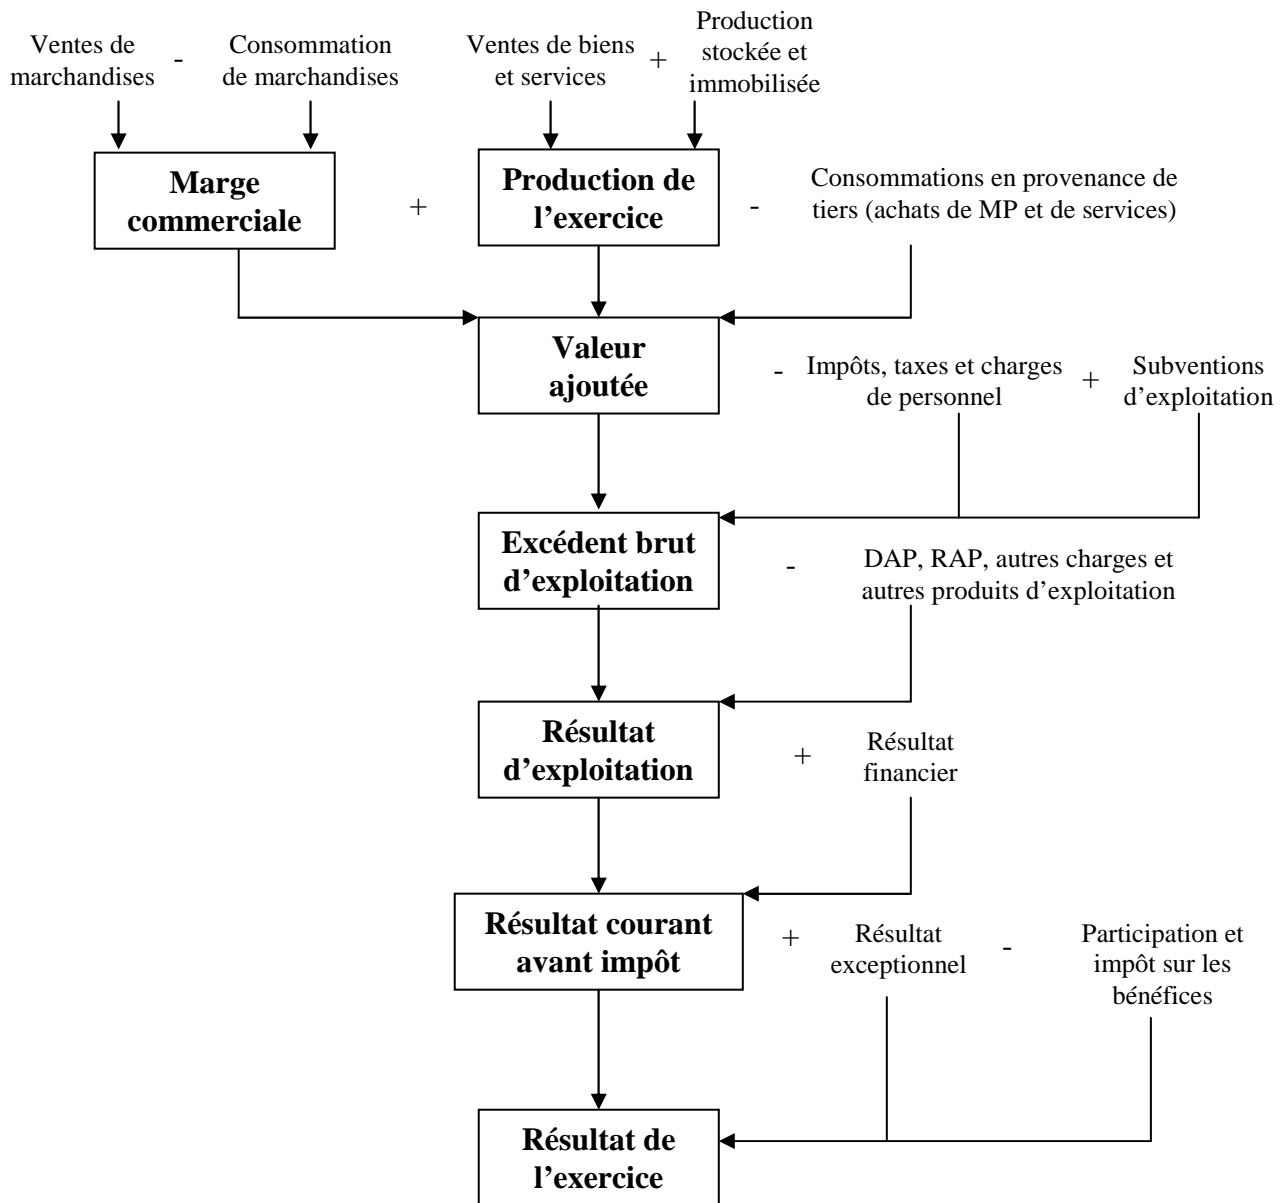 Ventes de
marchandises
-
Consommation
de marchandises
Ventes de biens
et services
+
Production
stockée et
immobilisée
Marge
commerciale
+
Production de
l’exercice
-
Consommations en provenance de
tiers (achats de MP et de services)
Valeur
ajoutée
-
Impôts, taxes et charges
de personnel
+
Subventions
d’exploitation
Excédent brut
d’exploitation
-
DAP, RAP, autres charges et
autres produits d’exploitation
Résultat
d’exploitation
+
Résultat
financier
Résultat courant
avant impôt
+
Résultat
exceptionnel
-
Participation et
impôt sur les
bénéfices
Résultat de
l’exercice